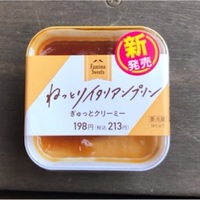 Famima
Sweets
新
発売
ねっとりイタリアンプリン
ぎゅっとクリーミー
198円(税込213円)